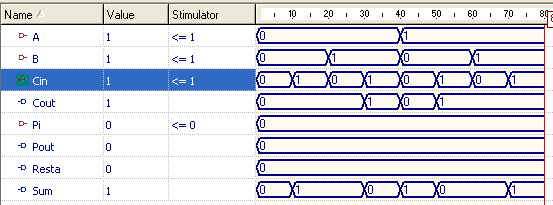 Name Value Stimulator 10 20 30 40 50 60 70 80
A 1 <= 1 0 1
B 1 <= 1 0 1 0 1
Cin 1 <= 1 0 1 0 1 0 1 0 1
Cout 1 0 1 0 1
Pi 0 <= 0 0
Pout 0 0
Resta 0 0
Sum 1 0 1 0 1 0 1